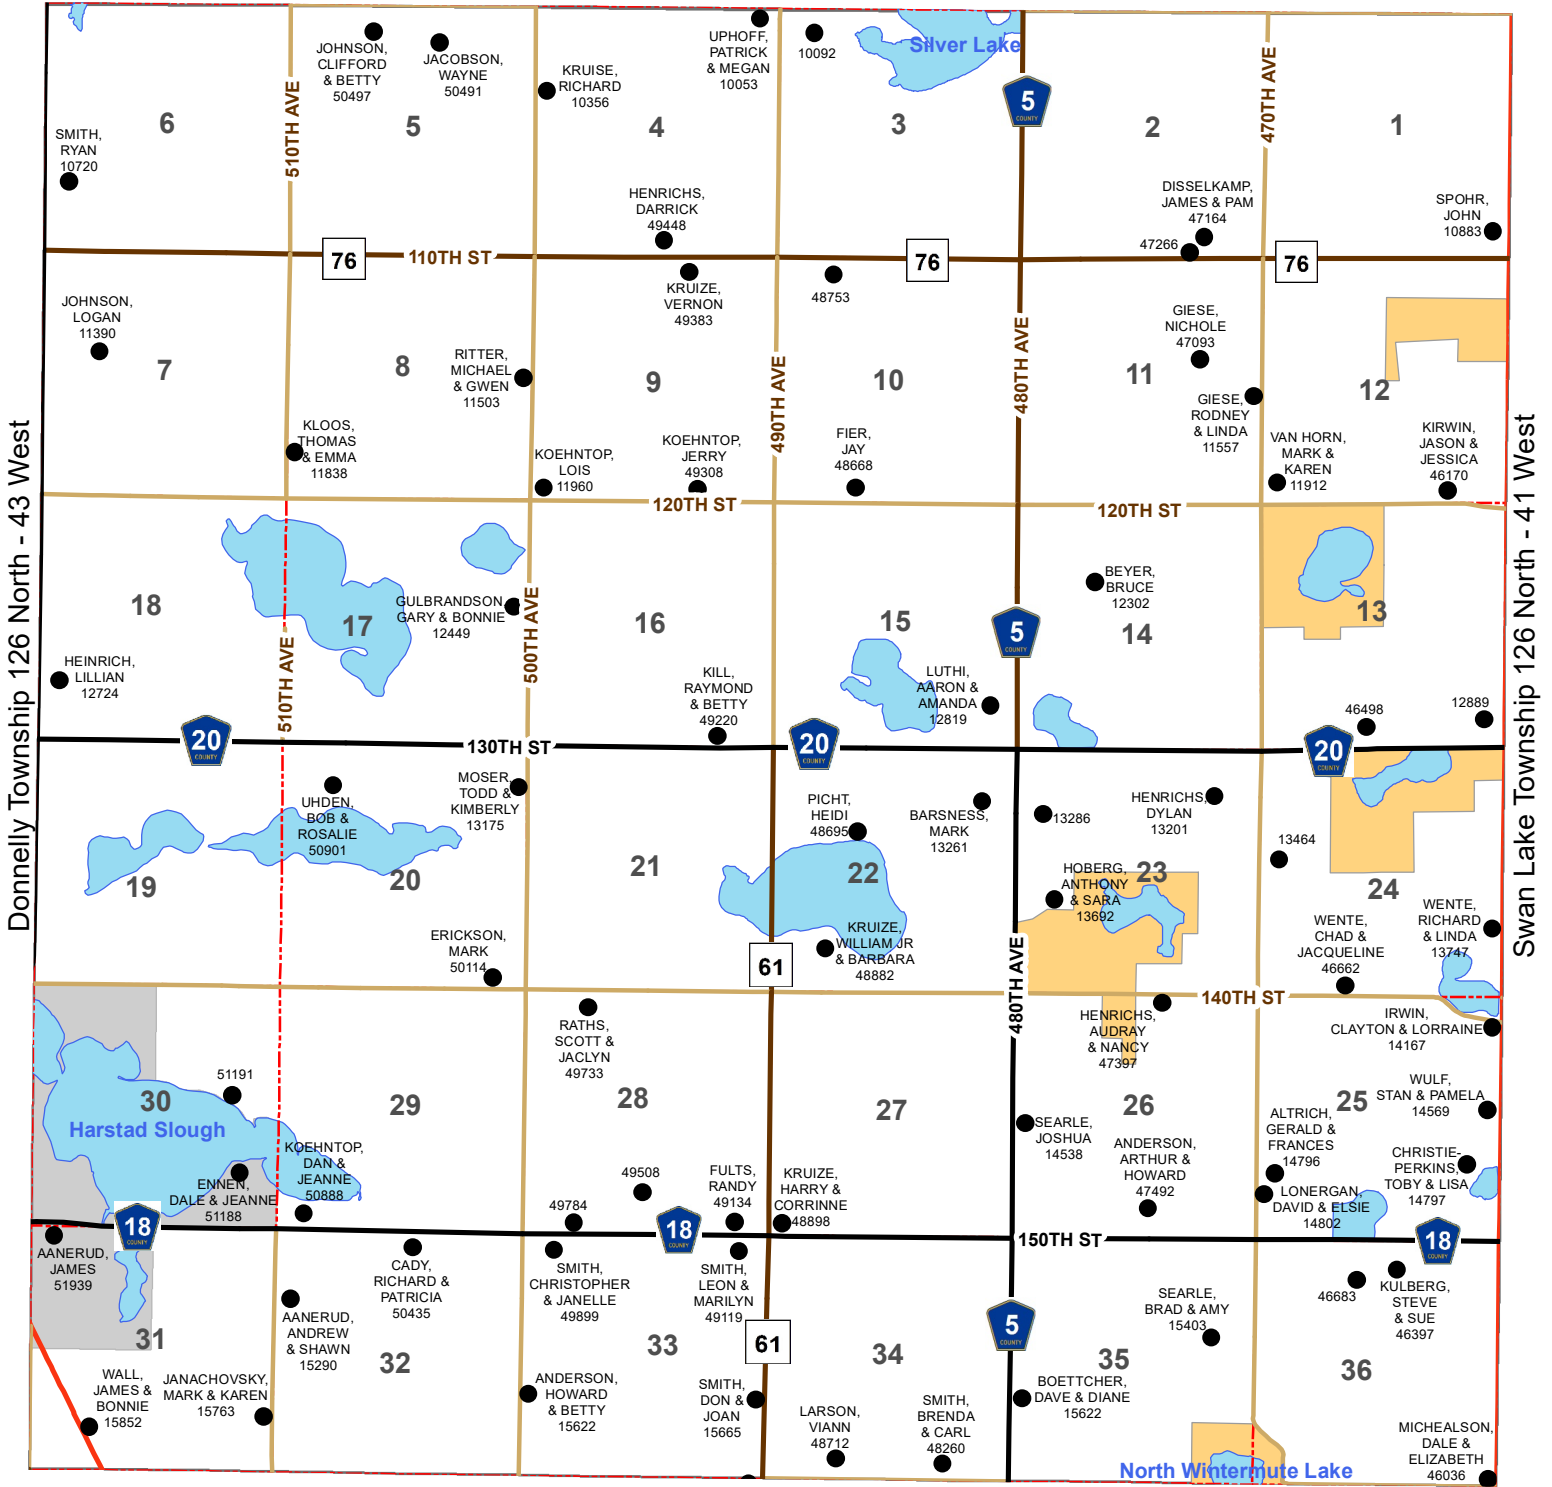 JOHNSON,
CLIFFORD
& BETTY
50497
JACOBSON,
WAYNE
50491
KRUISE,
RICHARD
10356
UPHOFF,
PATRICK
& MEGAN
10053
10092
Silver Lake
5
COUNTY
510TH AVE
470TH AVE
6
5
4
3
2
1
SMITH,
RYAN
10720
HENRICHS,
DARRICK
49448
DISSELKAMP,
JAMES & PAM
47164
47266
SPOHR,
JOHN
10883
76
110TH ST
76
76
JOHNSON,
LOGAN
11390
KRUIZE,
VERNON
49383
48753
GIESE,
NICHOLE
47093
7
8
RITTER,
MICHAEL
& GWEN
11503
9
490TH AVE
10
480TH AVE
11
12
GIESE,
RODNEY
& LINDA
11557
KLOOS,
THOMAS
& EMMA
11838
KOEHNTOP,
LOIS
11960
KOEHNTOP,
JERRY
49308
FIER,
JAY
48668
VAN HORN,
MARK &
KAREN
11912
KIRWIN,
JASON &
JESSICA
46170
120TH ST
120TH ST
Donnelly Township 126 North - 43 West
Swan Lake Township 126 North - 41 West
18
17
GULBRANDSON,
GARY & BONNIE
12449
500TH AVE
16
15
5
COUNTY
BEYER,
BRUCE
12302
14
13
HEINRICH,
LILLIAN
12724
510TH AVE
KILL,
RAYMOND
& BETTY
49220
LUTHI,
AARON &
AMANDA
12819
46498
12889
20
COUNTY
130TH ST
20
COUNTY
20
COUNTY
UHDEN,
BOB &
ROSALIE
50901
MOSER,
TODD &
KIMBERLY
13175
PICHT,
HEIDI
48695
BARSNESS,
MARK
13261
13286
HENRICHS,
DYLAN
13201
13464
19
20
21
22
HOBERG,
ANTHONY
& SARA
13692
23
24
ERICKSON,
MARK
50114
61
KRUIZE,
WILLIAM JR
& BARBARA
48882
480TH AVE
WENTE,
CHAD &
JACQUELINE
46662
WENTE,
RICHARD
& LINDA
13747
140TH ST
RATHS,
SCOTT &
JACLYN
49733
HENRICHS,
AUDRAY
& NANCY
47397
IRWIN,
CLAYTON & LORRAINE
14167
51191
30
Harstad Slough
29
28
27
26
25
WULF,
STAN & PAMELA
14569
SEARLE,
JOSHUA
14538
ANDERSON,
ARTHUR &
HOWARD
47492
ALTRICH,
GERALD &
FRANCES
14796
CHRISTIE-
PERKINS,
TOBY & LISA
14797
LONERGAN,
DAVID & ELSIE
14802
KOEHNTOP,
DAN &
JEANNE
50888
ENNEN,
DALE & JEANNE
51188
49508
49784
FULTS,
RANDY
49134
KRUIZE,
HARRY &
CORRINNE
48898
18
COUNTY
18
COUNTY
150TH ST
18
COUNTY
AANERUD,
JAMES
51939
CADY,
RICHARD &
PATRICIA
50435
SMITH,
CHRISTOPHER
& JANELLE
49899
SMITH,
LEON &
MARILYN
49119
SEARLE,
BRAD & AMY
15403
46683
KULBERG,
STEVE
& SUE
46397
31
AANERUD,
ANDREW
& SHAWN
15290
32
33
61
34
5
COUNTY
35
36
WALL,
JAMES &
BONNIE
15852
JANACHOVSKY,
MARK & KAREN
15763
ANDERSON,
HOWARD
& BETTY
15622
SMITH,
DON &
JOAN
15665
LARSON,
VIANN
48712
SMITH,
BRENDA
& CARL
48260
BOETTCHER,
DAVE & DIANE
15622
North Wintermute Lake
MICHEALSON,
DALE &
ELIZABETH
46036